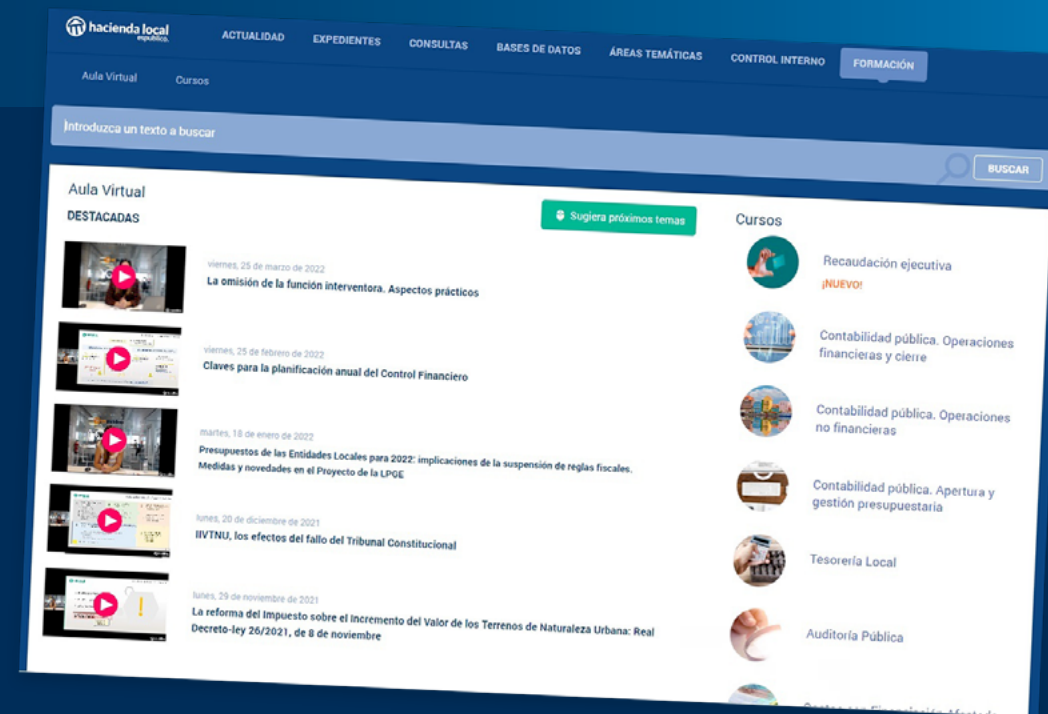 hacienda local
espublico.
ACTUALIDAD
EXPEDIENTES
CONSULTAS
BASES DE DATOS
ÁREAS TEMÁTICAS
CONTROL INTERNO
FORMACIÓN
Aula Virtual
Cursos
Introduzca un texto a buscar
BUSCAR
Aula Virtual
DESTACADAS
Sugiera próximos temas
viernes, 25 de marzo de 2022
La omisión de la función interventora. Aspectos prácticos
viernes, 25 de febrero de 2022
Claves para la planificación anual del Control Financiero
martes, 18 de enero de 2022
Presupuestos de las Entidades Locales para 2022: implicaciones de la suspensión de reglas fiscales.
Medidas y novedades en el Proyecto de la LPGE
lunes, 20 de diciembre de 2021
IIVTNU, los efectos del fallo del Tribunal Constitucional
lunes, 29 de noviembre de 2021
La reforma del Impuesto sobre el Incremento del Valor de los Terrenos de Naturaleza Urbana: Real
Decreto-ley 26/2021, de 8 de noviembre
Cursos
Recaudación ejecutiva
¡NUEVO!
Contabilidad pública. Operaciones
financieras y cierre
Contabilidad pública. Operaciones
no financieras
Contabilidad pública. Apertura y
gestión presupuestaria
Tesorería Local
Auditoría Pública
Gastos con Financiación Afectada